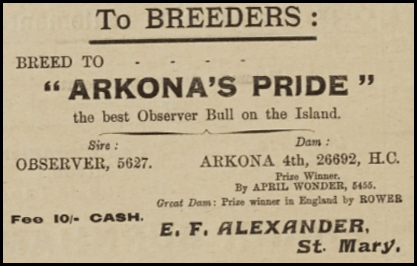 To BREEDERS:
BREED TO - - - -
"ARKONA'S PRIDE"
the best Observer Bull on the Island.
Sire:
OBSERVER, 5627.
Dam:
ARKONA 4th, 26692, H.C.
Prize Winner.
By APRIL WONDER, 5455.
Great Dam: Prize winner in England by ROWER
Fee 10/- CASH.
E. F. ALEXANDER,
St. Mary.